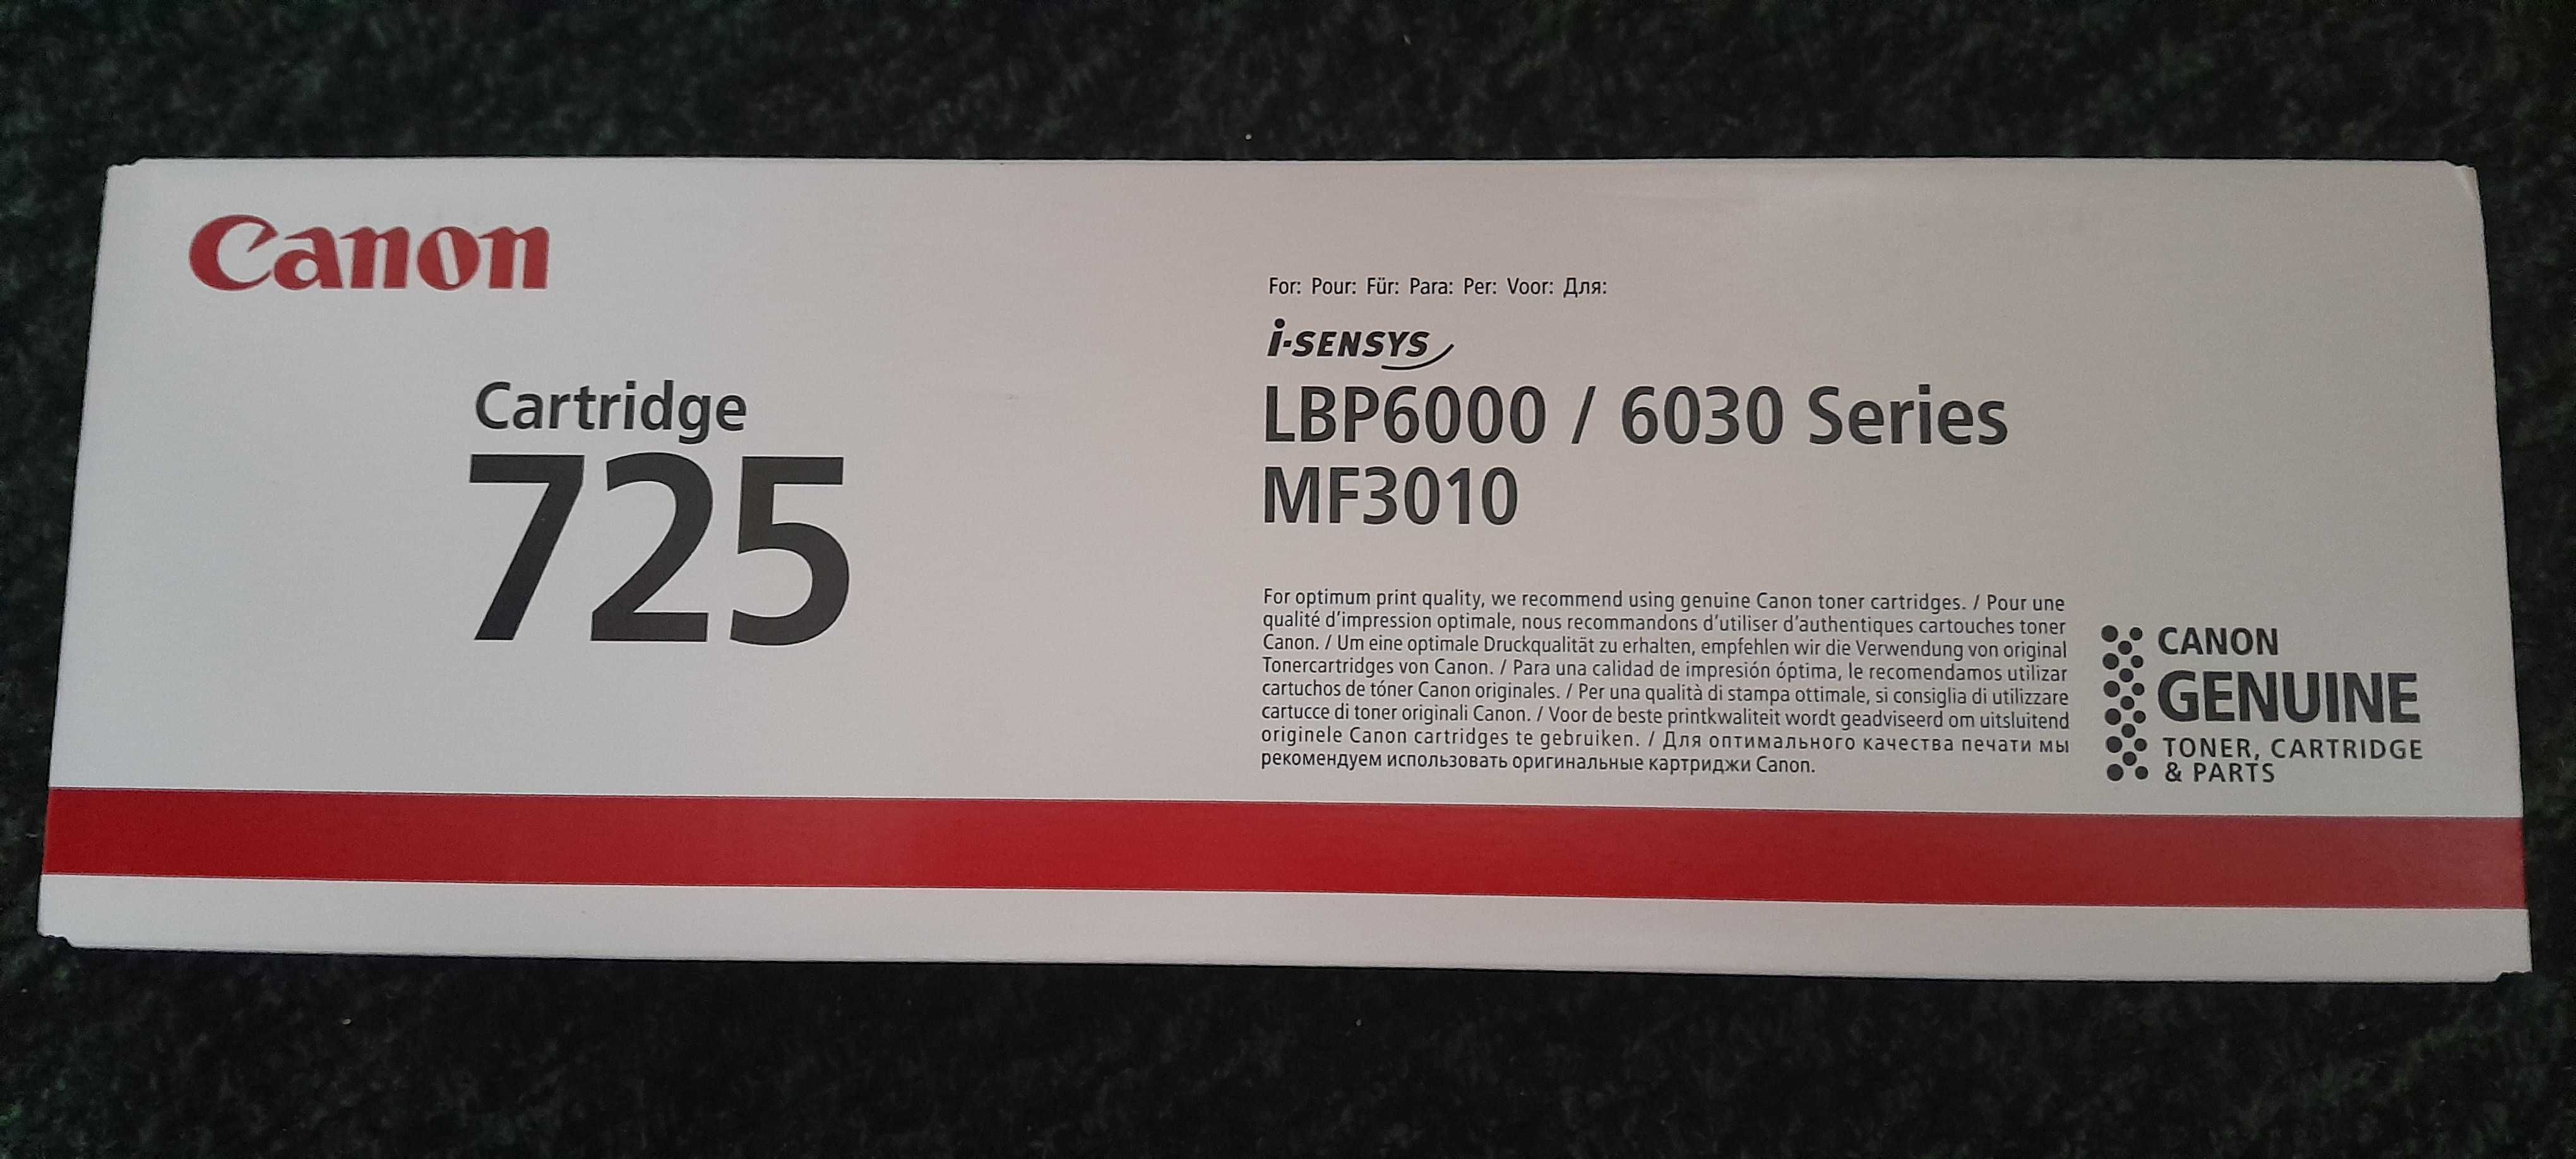 Canon
Cartridge
725
For: Pour: Für: Para: Per: Voor: Для:
i-SENSYS
LBP6000 / 6030 Series
MF3010
For optimum print quality, we recommend using genuine Canon toner cartridges. / Pour une
qualité d'impression optimale, nous recommandons d'utiliser d'authentiques cartouches toner
Canon. / Um eine optimale Druckqualität zu erhalten, empfehlen wir die Verwendung von original
Tonercartridges von Canon. / Para una calidad de impresión óptima, le recomendamos utilizar
cartuchos de tóner Canon originales. / Per una qualità di stampa ottimale, si consiglia di utilizzare
cartucce di toner originali Canon. / Voor de beste printkwaliteit wordt geadviseerd om uitsluitend
originele Canon cartridges te gebruiken. / Для оптимального качества печати мы
рекомендуем использовать оригинальные картриджи Canon.
CANON
GENUINE
TONER, CARTRIDGE
& PARTS